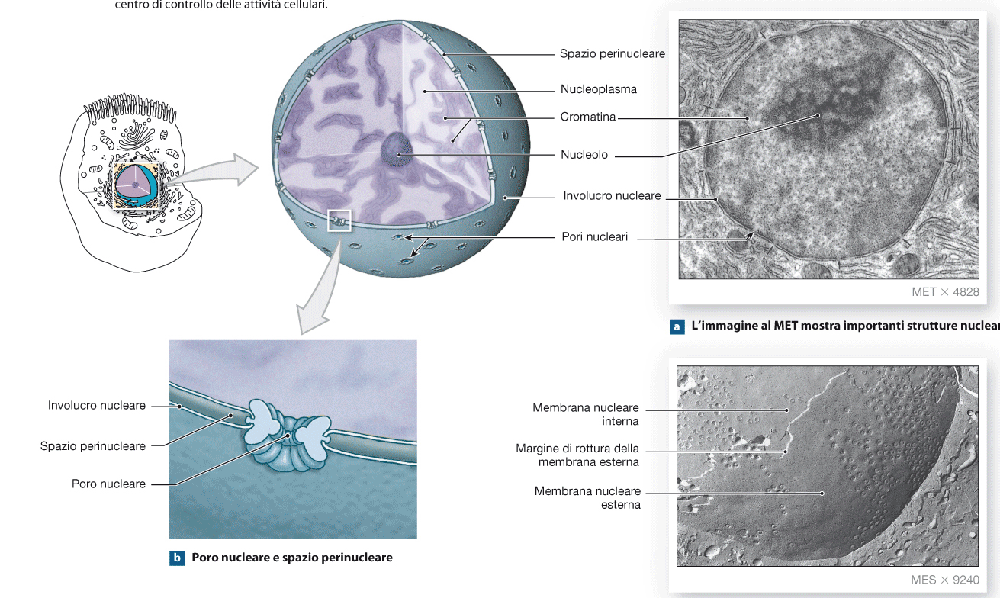 centro di controllo delle attività cellulari.
Spazio perinucleare
Nucleoplasma
Cromatina
Nucleolo
Involucro nucleare
Pori nucleari
MET × 4828
a L’immagine al MET mostra importanti strutture
Involucro nucleare
Spazio perinucleare
Poro nucleare
b Poro nucleare e spazio perinucleare
Membrana nucleare
interna
Margine di rottura della
membrana esterna
Membrana nucleare
esterna
MES × 9240